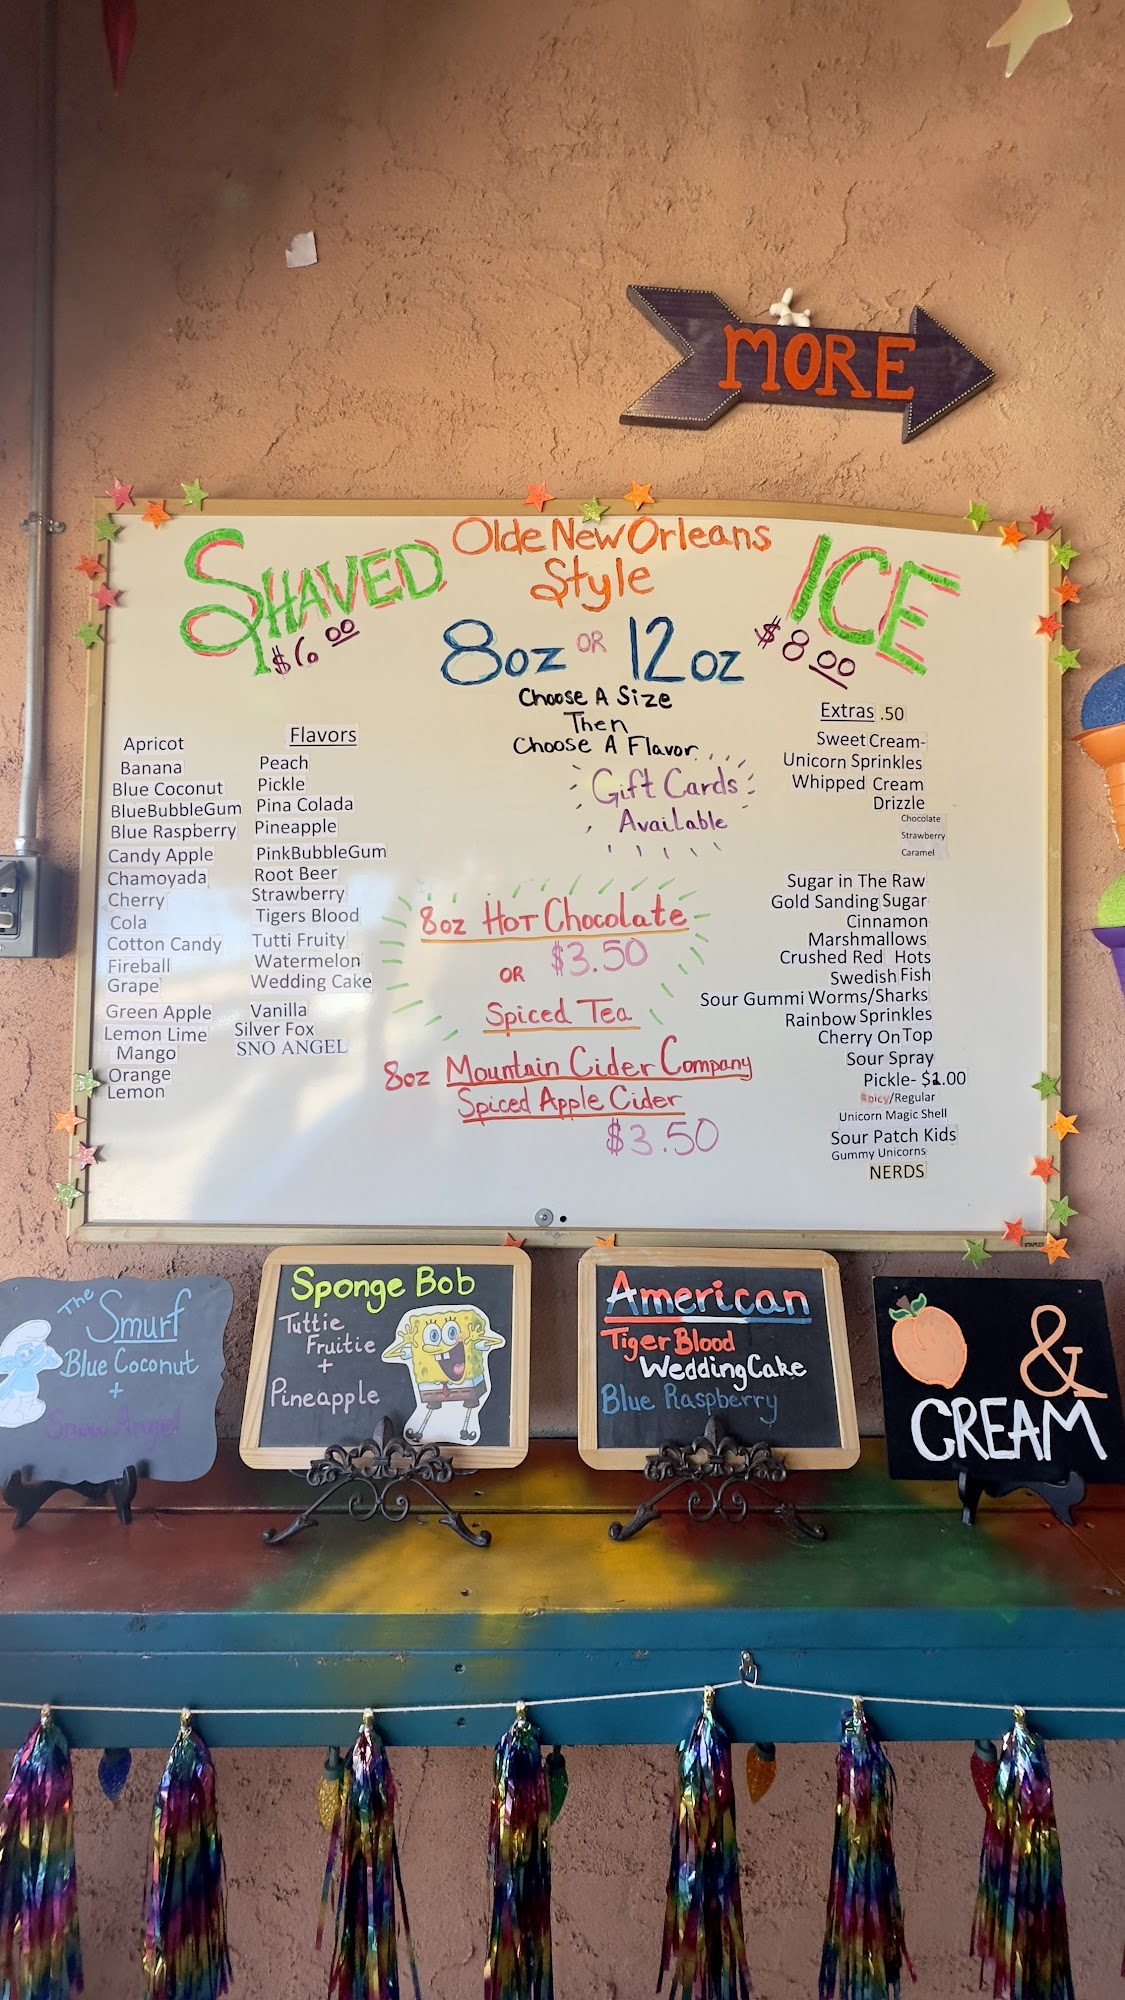 MORE
SHAVED
$6.00
Olde New Orleans
Style
ICE
$8.00
8oz OR 12oz
Choose A Size
Then
Choose A Flavor
Gift Cards
Available
Flavors
Apricot
Banana
Blue Coconut
BlueBubbleGum
Blue Raspberry
Candy Apple
Chamoyada
Cherry
Cola
Cotton Candy
Fireball
Grape
Green Apple
Lemon Lime
Mango
Orange
Lemon
Peach
Pickle
Pina Colada
Pineapple
PinkBubbleGum
Root Beer
Strawberry
Tigers Blood
Tutti Fruity
Watermelon
Wedding Cake
Vanilla
Silver Fox
SNO ANGEL
8oz Hot Chocolate
$3.50
OR
Spiced Tea
8oz Mountain Cider Company
Spiced Apple Cider
$3.50
Extras .50
Sweet Cream-
Unicorn Sprinkles
Whipped Cream
Drizzle
Chocolate
Strawberry
Caramel
Sugar in The Raw
Gold Sanding Sugar
Cinnamon
Marshmallows
Crushed Red Hots
Swedish Fish
Sour Gummi Worms/Sharks
Rainbow Sprinkles
Cherry On Top
Sour Spray
Pickle- $1.00
Spicy/Regular
Unicorn Magic Shell
Sour Patch Kids
Gummy Unicorns
NERDS
STAPLES
The
Smurf
Blue Coconut
+
Snow Angel
Sponge Bob
Tuttie
Fruitie
+
Pineapple
American
Tiger Blood
Wedding Cake
Blue Raspberry
&
CREAM